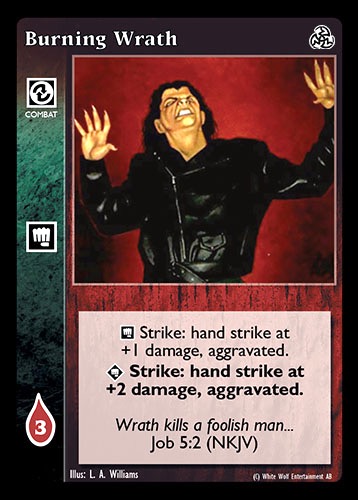 Burning Wrath
COMBAT
Strike: hand strike at
+1 damage, aggravated.
Strike: hand strike at
+2 damage, aggravated.
Wrath kills a foolish man...
Job 5:2 (NKJV)
3
Illus: L. A. Williams
(C) White Wolf Entertainment AB